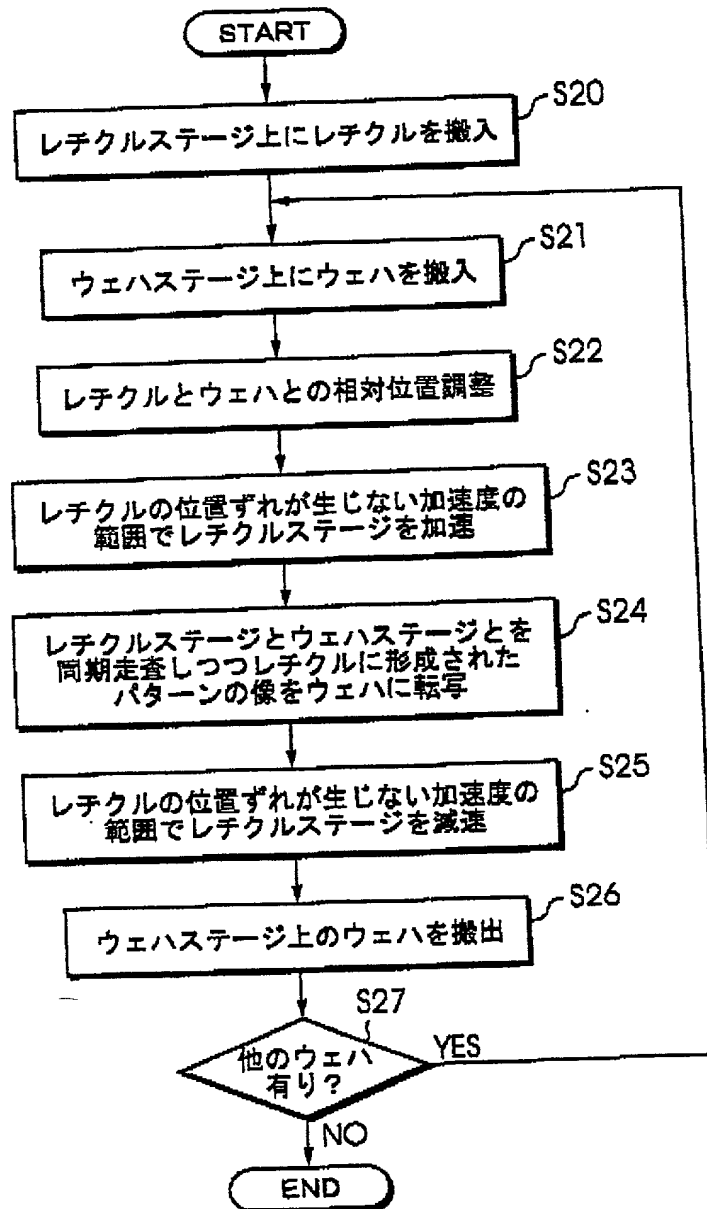 START
S20
レチクルステージ上にレチクルを搬入
S21
ウェハステージ上にウェハを搬入
S22
レチクルとウェハとの相対位置調整
S23
レチクルの位置ずれが生じない加速度の
範囲でレチクルステージを加速
S24
レチクルステージとウェハステージとを
同期走査しつつレチクルに形成された
パターンの像をウェハに転写
S25
レチクルの位置ずれが生じない加速度の
範囲でレチクルステージを減速
S26
ウェハステージ上のウェハを搬出
S27
他のウェハ
有り？
YES
NO
END